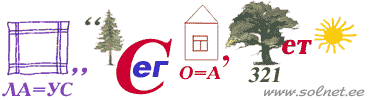 ,, “ Сег , ет
ЛА=УС О=А 321
www.solnet.ee